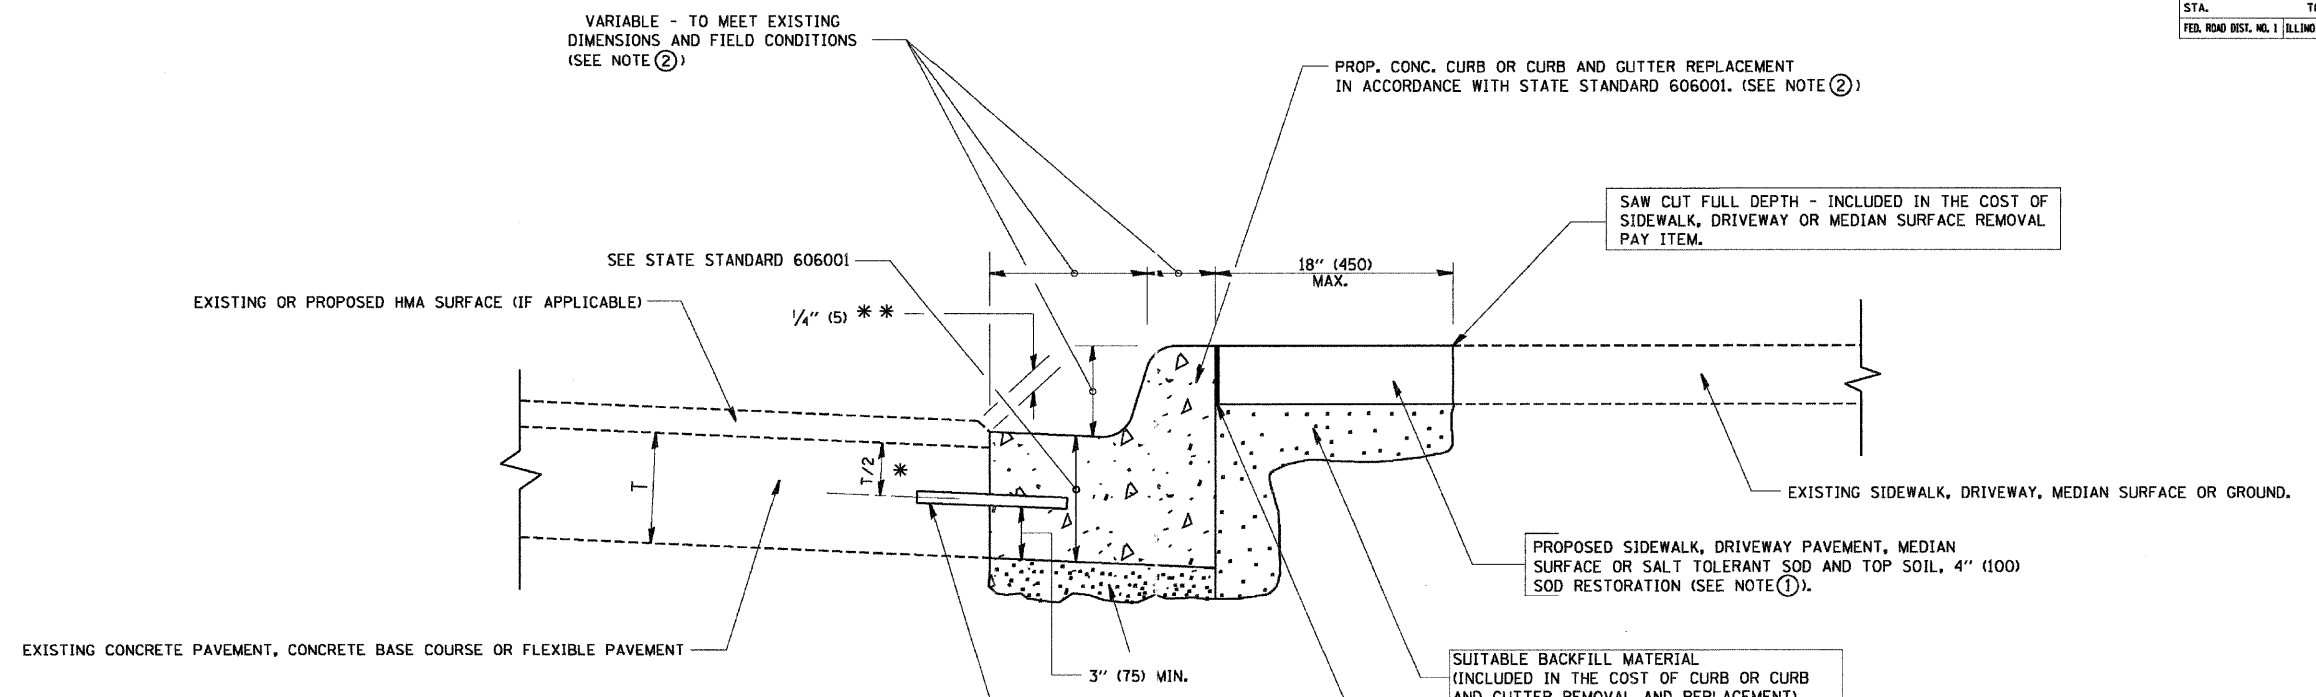 STA.
FED. ROAD DIST. NO. 1
VARIABLE - TO MEET EXISTING
DIMENSIONS AND FIELD CONDITIONS
(SEE NOTE ②)
PROP. CONC. CURB OR CURB AND GUTTER REPLACEMENT
IN ACCORDANCE WITH STATE STANDARD 606001. (SEE NOTE ②)
SAW CUT FULL DEPTH - INCLUDED IN THE COST OF
SIDEWALK, DRIVEWAY OR MEDIAN SURFACE REMOVAL
PAY ITEM.
SEE STATE STANDARD 606001
18" (450)
MAX.
EXISTING OR PROPOSED HMA SURFACE (IF APPLICABLE)
1/4" (5) * *
T/2 *
T
EXISTING SIDEWALK, DRIVEWAY, MEDIAN SURFACE OR GROUND.
PROPOSED SIDEWALK, DRIVEWAY PAVEMENT, MEDIAN
SURFACE OR SALT TOLERANT SOD AND TOP SOIL, 4" (100)
SOD RESTORATION (SEE NOTE ①).
EXISTING CONCRETE PAVEMENT, CONCRETE BASE COURSE OR FLEXIBLE PAVEMENT
3" (75) MIN.
SUITABLE BACKFILL MATERIAL
(INCLUDED IN THE COST OF CURB OR CURB
AND GUTTER REMOVAL AND REPLACEMENT)